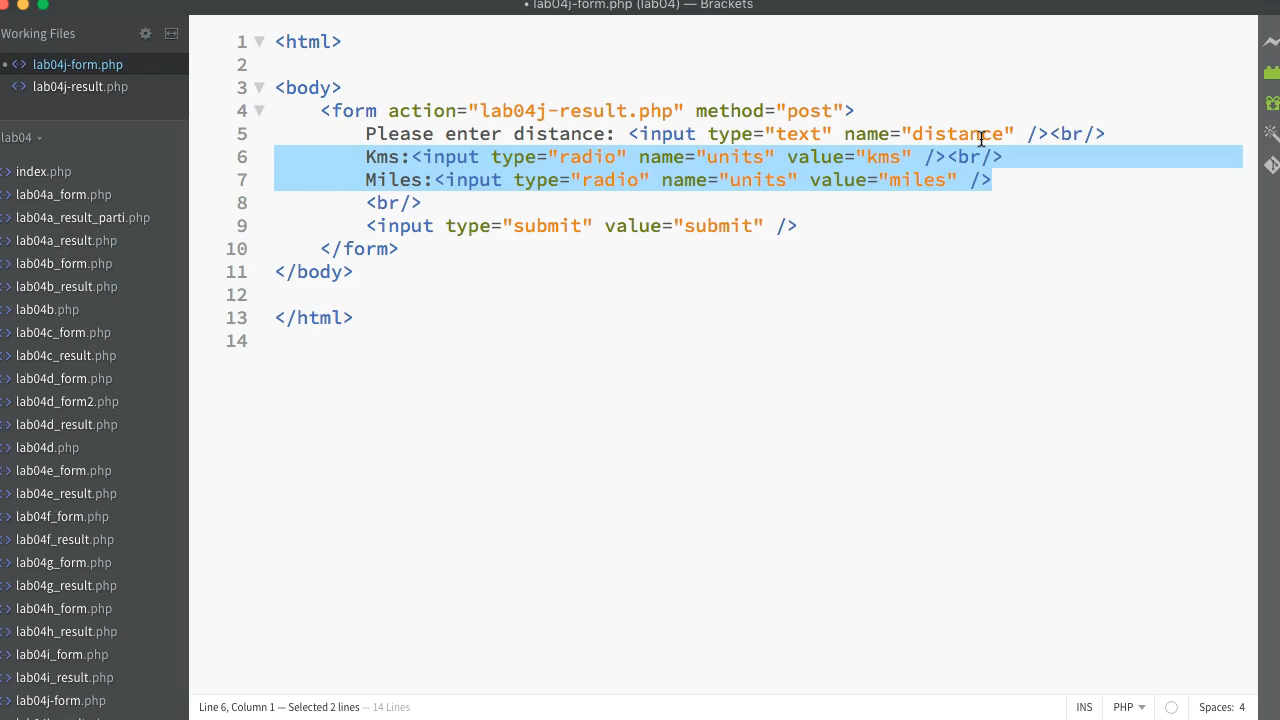 • lab04j-form.php (lab04) — Brackets
Working Files
• <> lab04j-form.php
<> lab04j-result.php
lab04
index.php
lab04a_form.php
lab04a_result_parti.php
lab04a_result.php
lab04b_form.php
lab04b_result.php
lab04b.php
lab04c_form.php
lab04c_result.php
lab04d_form.php
lab04d_form2.php
lab04d_result.php
lab04d.php
lab04e_form.php
lab04e_result.php
lab04f_form.php
lab04f_result.php
lab04g_form.php
lab04g_result.php
lab04h_form.php
lab04h_result.php
lab04i_form.php
lab04i_result.php
lab04j-form.php
1 <html>
2
3 <body>
4 <form action="lab04j-result.php" method="post">
5 Please enter distance: <input type="text" name="distance" /><br/>
6 Kms:<input type="radio" name="units" value="kms" /><br/>
7 Miles:<input type="radio" name="units" value="miles" />
8 <br/>
9 <input type="submit" value="submit" />
10 </form>
11 </body>
12
13 </html>
14
Line 6, Column 1 — Selected 2 lines — 14 Lines
INS PHP Spaces: 4